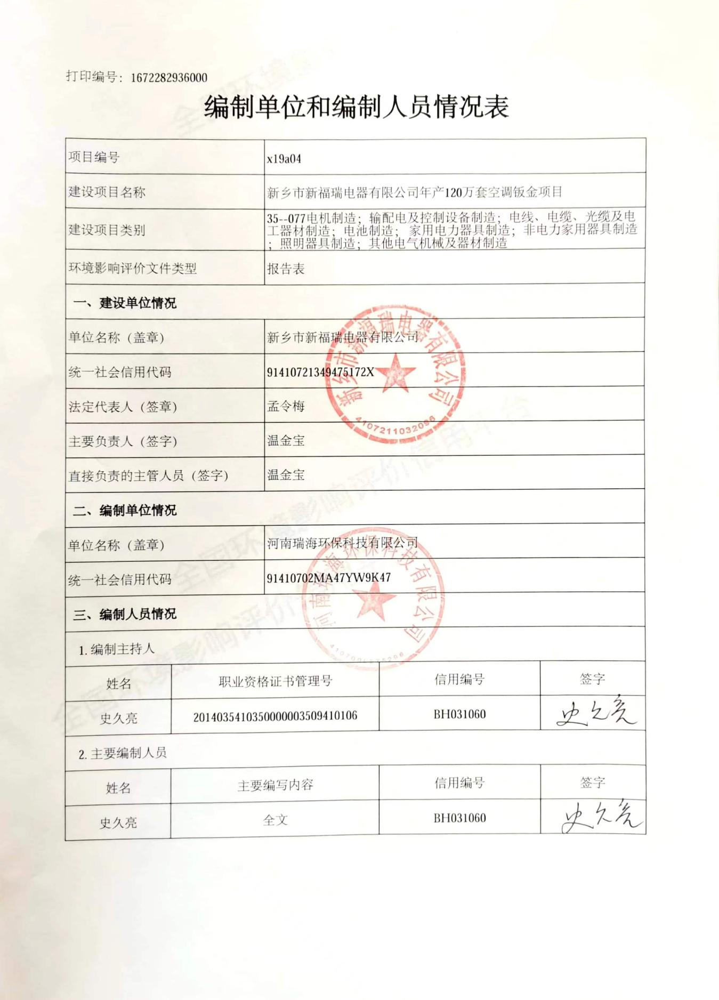 打印编号：1672282936000
编制单位和编制人员情况表
项目编号 x19a04
建设项目名称 新乡市新福瑞电器有限公司年产120万套空调钣金项目
建设项目类别 35--077电机制造；输配电及控制设备制造；电线、电缆、光缆及电
工器材制造；电池制造；家用电力器具制造；非电力家用器具制造
；照明器具制造；其他电气机械及器材制造
环境影响评价文件类型 报告表
一、建设单位情况
单位名称（盖章） 新乡市新福瑞电器有限公司
统一社会信用代码 91410721349475172X
法定代表人（签章） 孟令梅
主要负责人（签字） 温金宝
直接负责的主管人员（签字） 温金宝
新乡市新福瑞电器有限公司
4107211032096
二、编制单位情况
单位名称（盖章） 河南瑞海环保科技有限公司
统一社会信用代码 91410702MA47YW9K47
河南瑞海环保科技有限公司
三、编制人员情况
1.编制主持人
姓名 职业资格证书管理号 信用编号 签字
史久亮 2014035410350000003509410106 BH031060 史久亮
2.主要编制人员
姓名 主要编写内容 信用编号 签字
史久亮 全文 BH031060 史久亮
全国环境影响评价信用平台